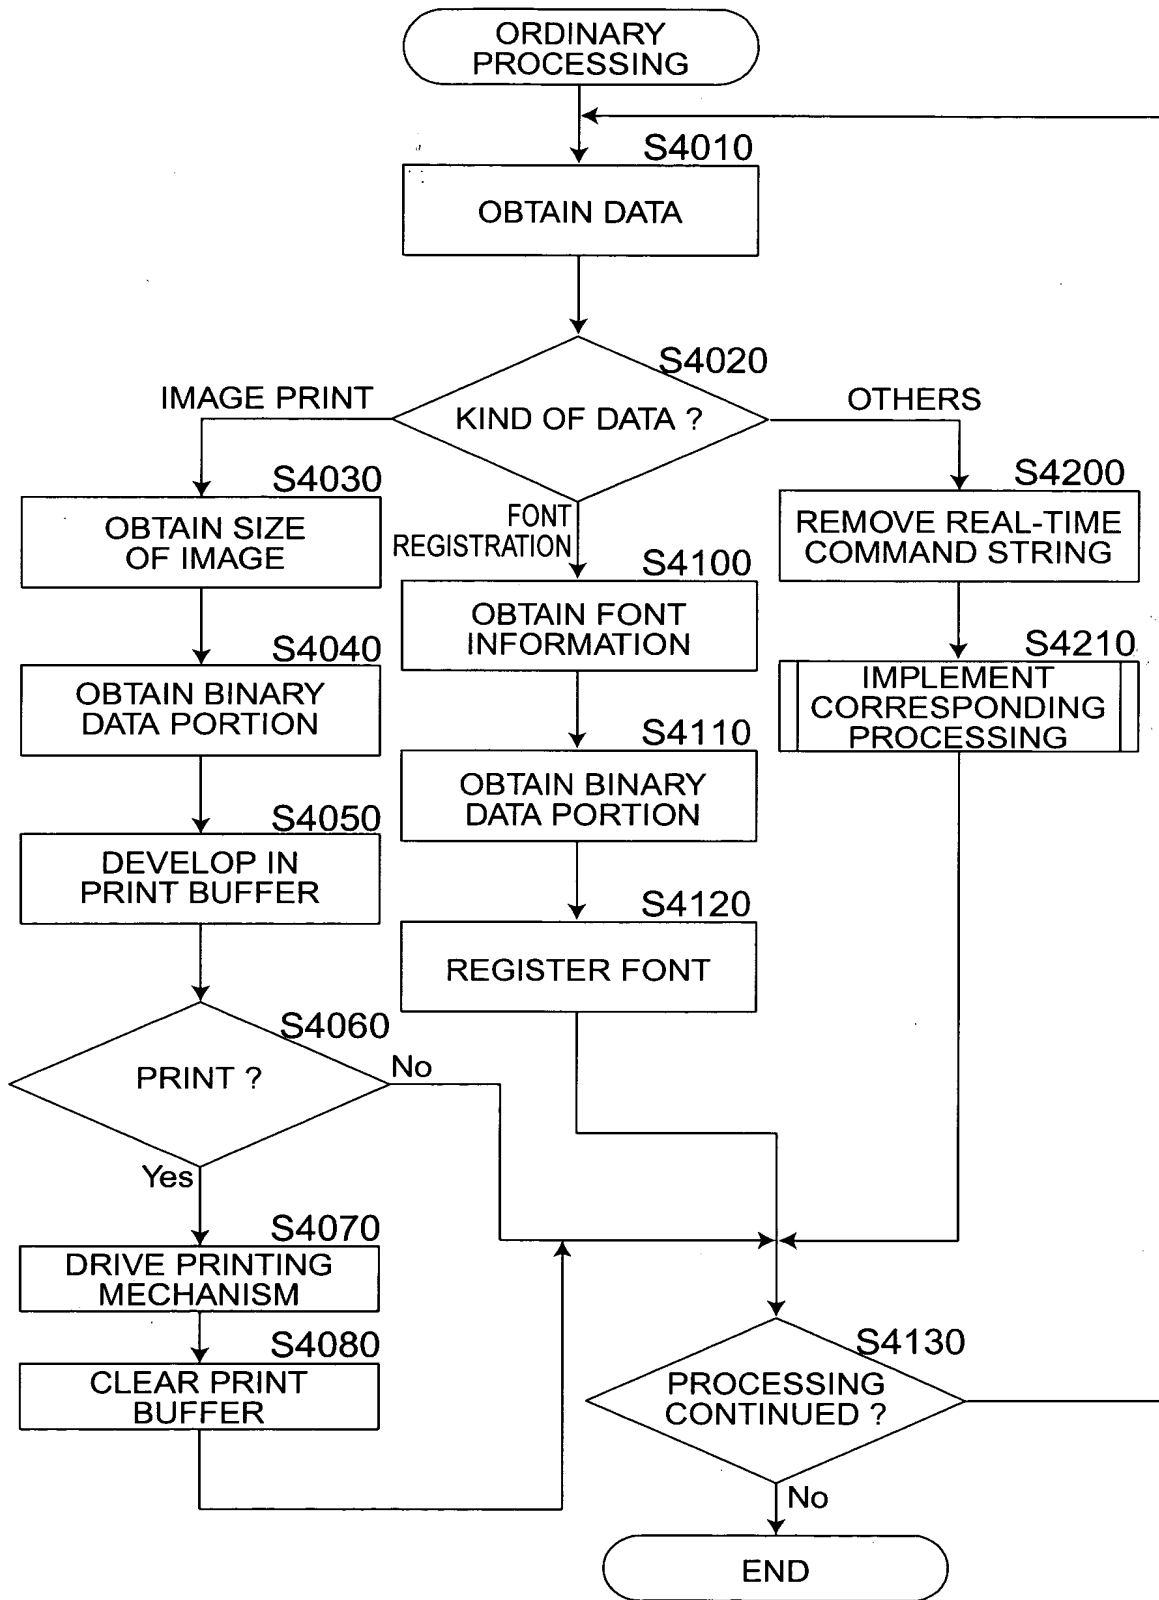 ORDINARY
PROCESSING
S4010
OBTAIN DATA
S4020
KIND OF DATA ?
IMAGE PRINT
OTHERS
FONT
REGISTRATION
S4030
OBTAIN SIZE
OF IMAGE
S4040
OBTAIN BINARY
DATA PORTION
S4050
DEVELOP IN
PRINT BUFFER
S4060
PRINT ?
No
Yes
S4070
DRIVE PRINTING
MECHANISM
S4080
CLEAR PRINT
BUFFER
S4100
OBTAIN FONT
INFORMATION
S4110
OBTAIN BINARY
DATA PORTION
S4120
REGISTER FONT
S4200
REMOVE REAL-TIME
COMMAND STRING
S4210
IMPLEMENT
CORRESPONDING
PROCESSING
S4130
PROCESSING
CONTINUED ?
No
END